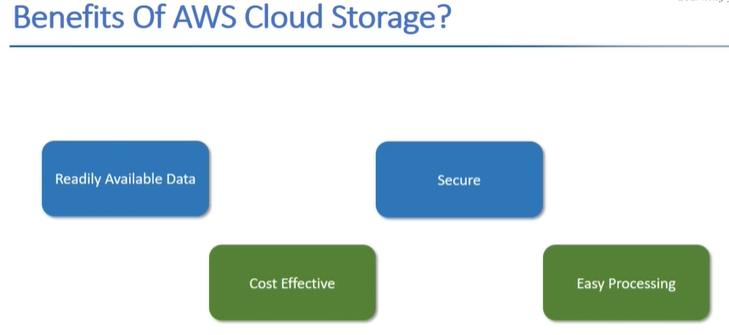 Benefits Of AWS Cloud Storage?
Readily Available Data
Secure
Cost Effective
Easy Processing